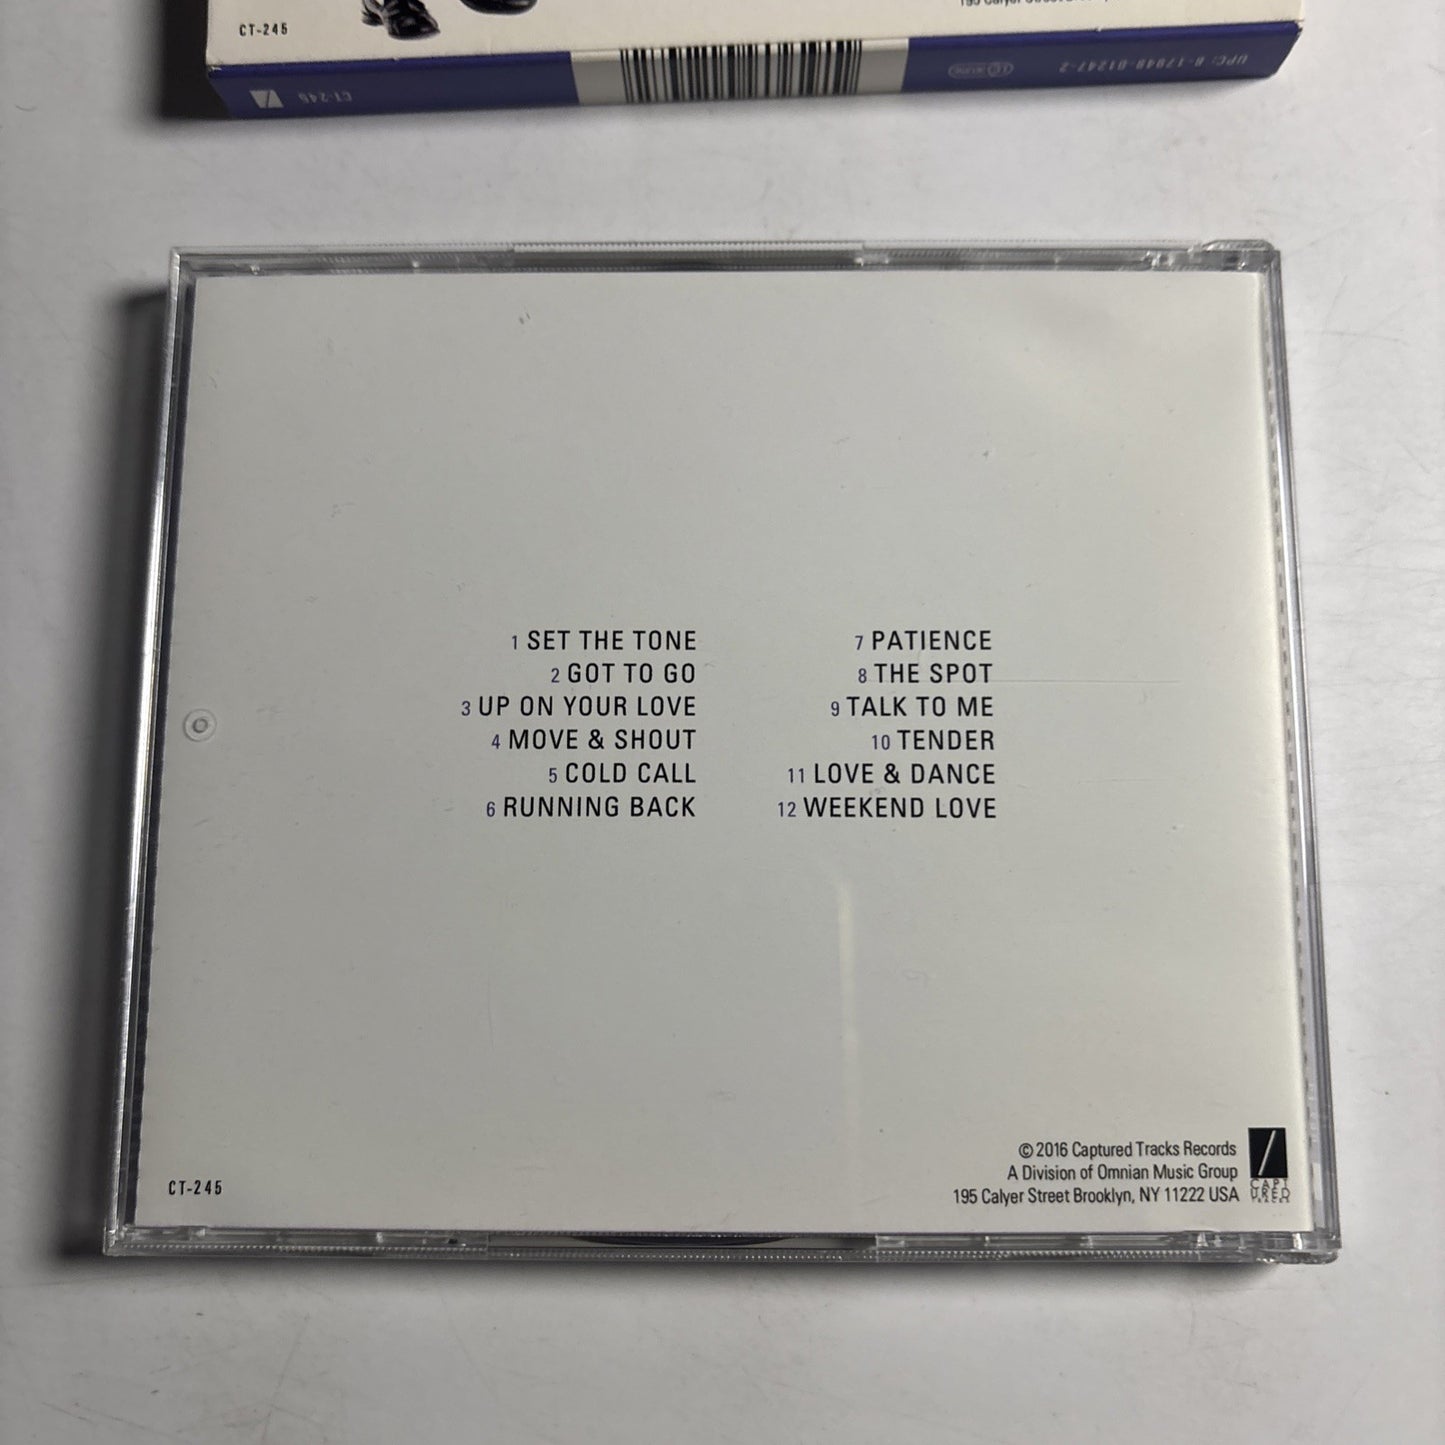 CT-245
CT-245
UPC: 8-17949-01247-2
1 SET THE TONE
2 GOT TO GO
3 UP ON YOUR LOVE
4 MOVE & SHOUT
5 COLD CALL
6 RUNNING BACK
7 PATIENCE
8 THE SPOT
9 TALK TO ME
10 TENDER
11 LOVE & DANCE
12 WEEKEND LOVE
CT-245
© 2016 Captured Tracks Records
A Division of Omnian Music Group
195 Calyer Street Brooklyn, NY 11222 USA
CAPT
URED
TRACKS